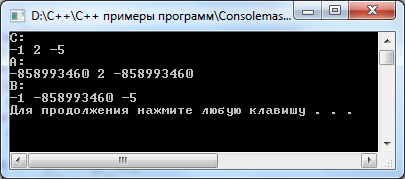 D:\C++\C++ примеры программ\Consolemas...
C:
-1 2 -5
A:
-858993460 2 -858993460
B:
-1 -858993460 -5
Для продолжения нажмите любую клавишу . . .